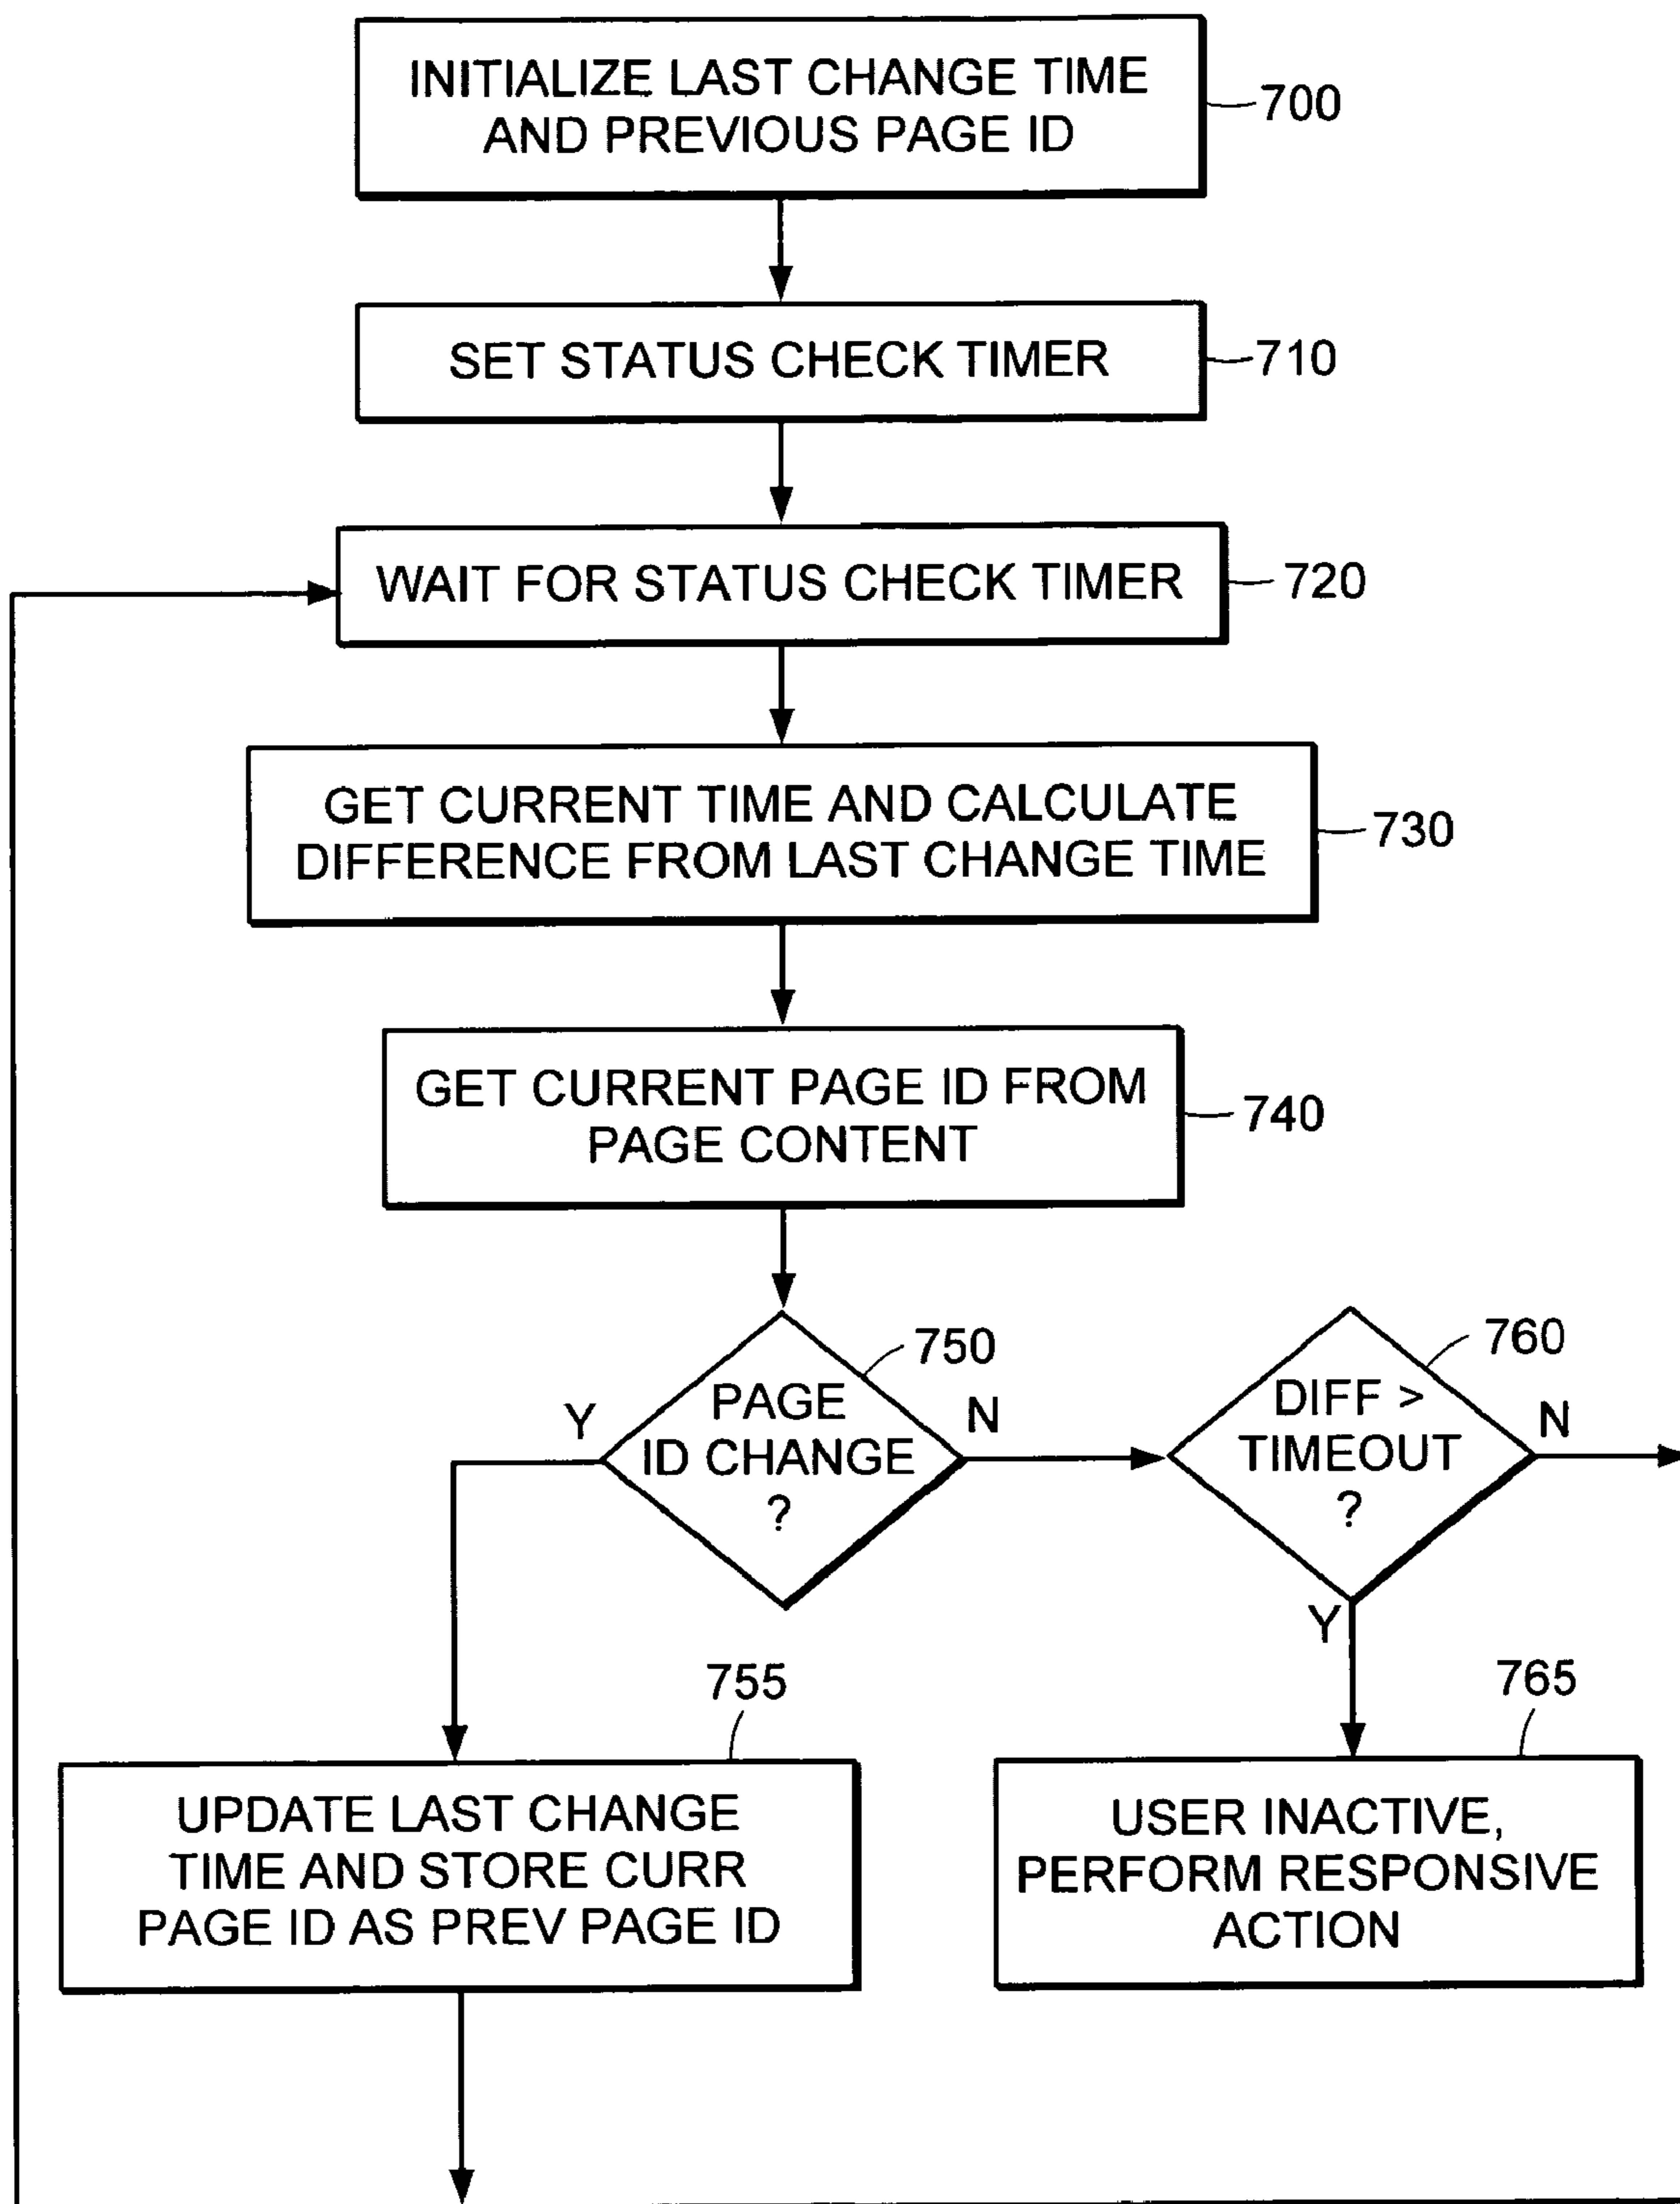 INITIALIZE LAST CHANGE TIME
AND PREVIOUS PAGE ID
700
SET STATUS CHECK TIMER
710
WAIT FOR STATUS CHECK TIMER
720
GET CURRENT TIME AND CALCULATE
DIFFERENCE FROM LAST CHANGE TIME
730
GET CURRENT PAGE ID FROM
PAGE CONTENT
740
750
PAGE
ID CHANGE
?
Y
N
760
DIFF >
TIMEOUT
?
N
Y
755
UPDATE LAST CHANGE
TIME AND STORE CURR
PAGE ID AS PREV PAGE ID
765
USER INACTIVE,
PERFORM RESPONSIVE
ACTION